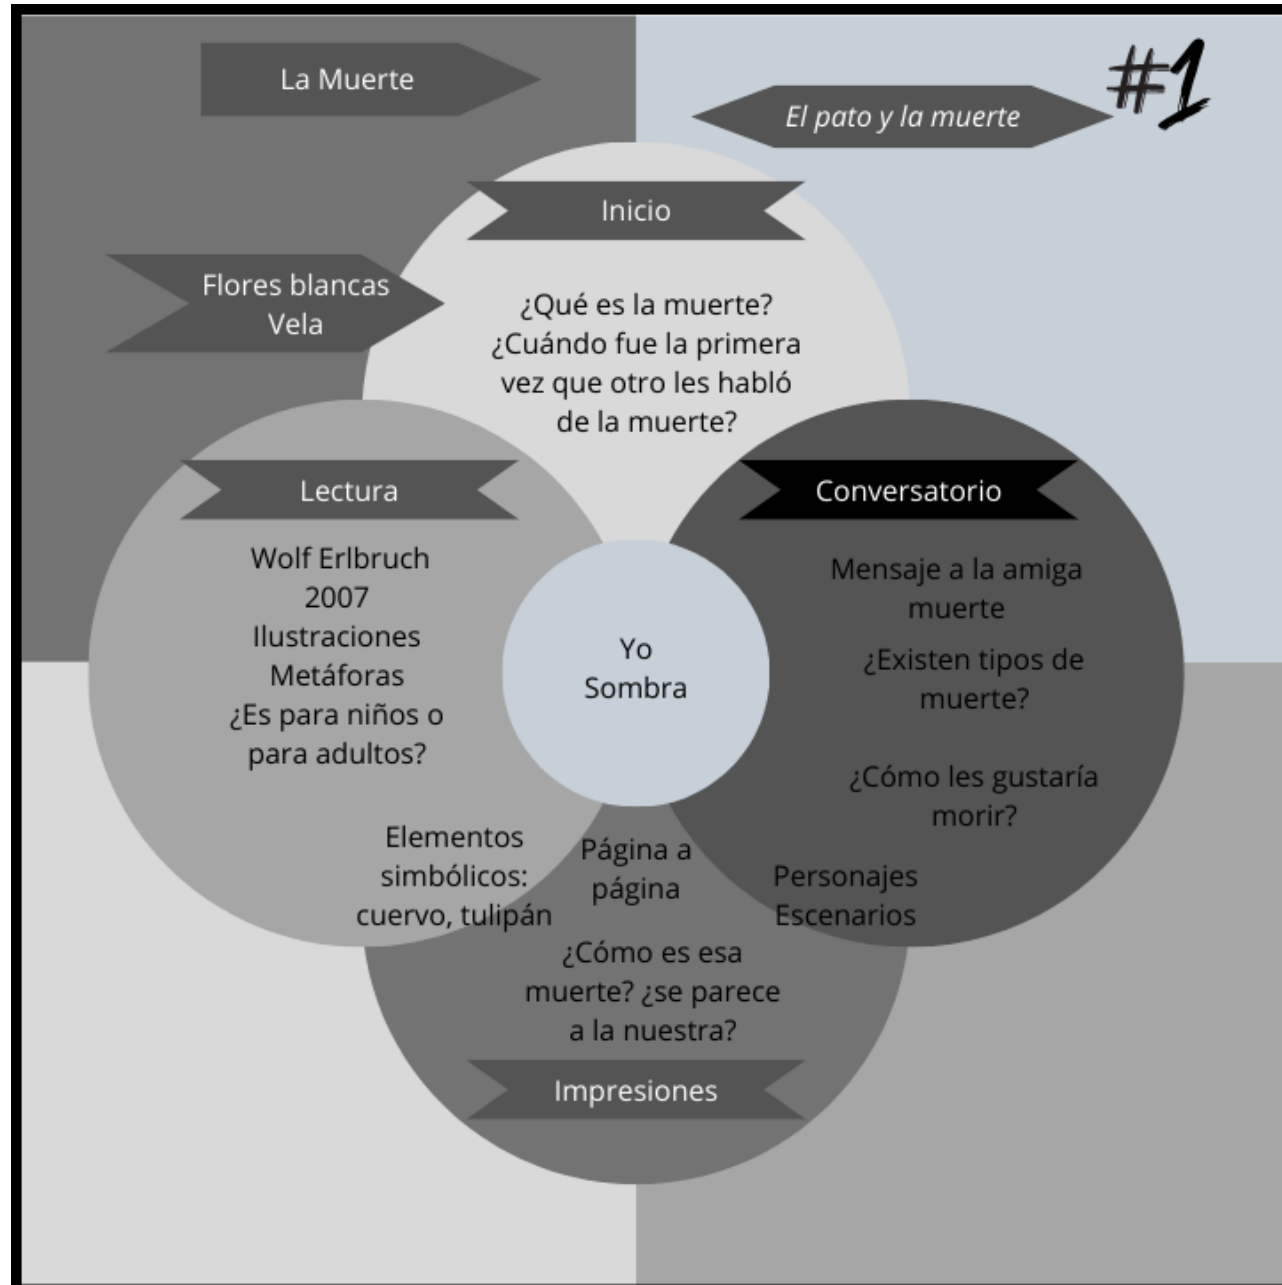 La Muerte
#1
El pato y la muerte
Inicio
Flores blancas
Vela
¿Qué es la muerte?
¿Cuándo fue la primera
vez que otro les habló
de la muerte?
Lectura
Wolf Erlbruch
2007
Ilustraciones
Metáforas
¿Es para niños o
para adultos?
Conversatorio
Mensaje a la amiga
muerte
¿Existen tipos de
muerte?
¿Cómo les gustaría
morir?
Yo
Sombra
Elementos
simbólicos:
cuervo, tulipán
Página a
página
Personajes
Escenarios
¿Cómo es esa
muerte? ¿se parece
a la nuestra?
Impresiones